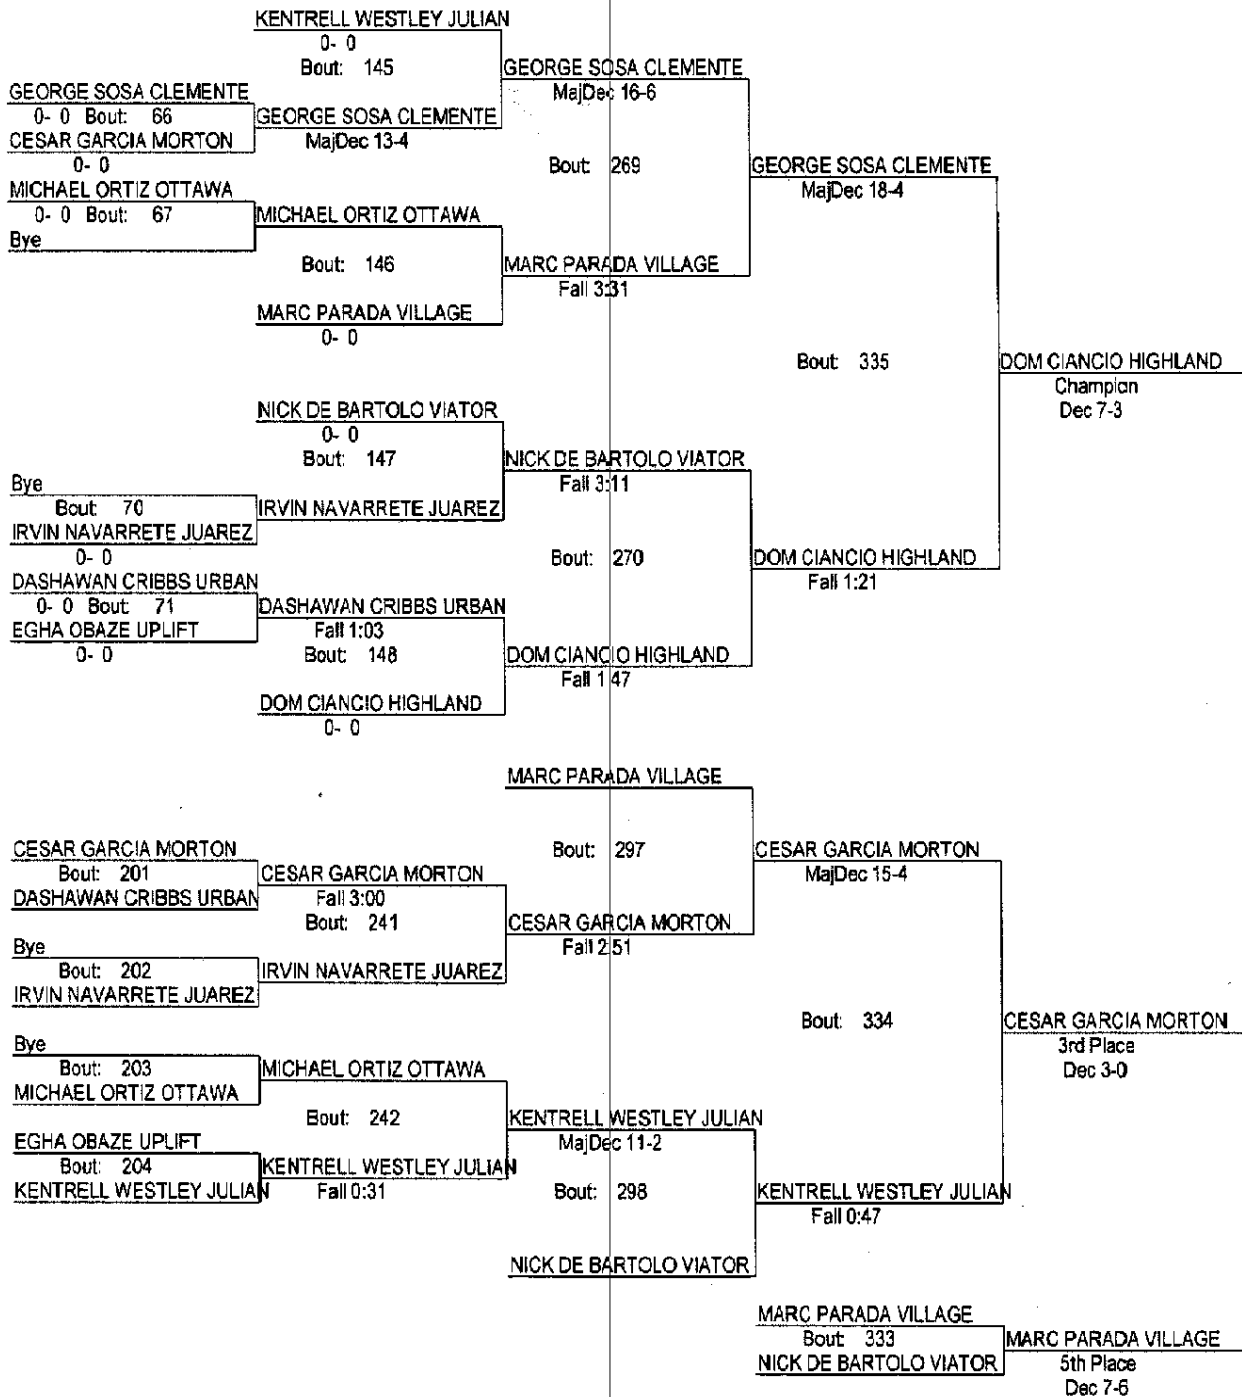 KENTRELL WESTLEY JULIAN
0- 0
Bout: 145
GEORGE SOSA CLEMENTE
MajDec 16-6
GEORGE SOSA CLEMENTE
0- 0 Bout: 66
GEORGE SOSA CLEMENTE
MajDec 13-4
CESAR GARCIA MORTON
0- 0
Bout: 269
GEORGE SOSA CLEMENTE
MajDec 18-4
MICHAEL ORTIZ OTTAWA
0- 0 Bout: 67
MICHAEL ORTIZ OTTAWA
Bye
Bout: 146
MARC PARADA VILLAGE
Fall 3:31
MARC PARADA VILLAGE
0- 0
Bout: 335
DOM CIANCIO HIGHLAND
Champion
Dec 7-3
NICK DE BARTOLO VIATOR
0- 0
Bout: 147
NICK DE BARTOLO VIATOR
Fall 3:11
Bye
Bout: 70
IRVIN NAVARRETE JUAREZ
IRVIN NAVARRETE JUAREZ
0- 0
Bout: 270
DOM CIANCIO HIGHLAND
Fall 1:21
DASHAWAN CRIBBS URBAN
0- 0 Bout: 71
DASHAWAN CRIBBS URBAN
Fall 1:03
EGHA OBAZE UPLIFT
0- 0
Bout: 148
DOM CIANCIO HIGHLAND
Fall 1:47
DOM CIANCIO HIGHLAND
0- 0
MARC PARADA VILLAGE
CESAR GARCIA MORTON
Bout: 201
CESAR GARCIA MORTON
Fall 3:00
DASHAWAN CRIBBS URBAN
Bout: 297
CESAR GARCIA MORTON
MajDec 15-4
Bout: 241
CESAR GARCIA MORTON
Fall 2:51
Bye
Bout: 202
IRVIN NAVARRETE JUAREZ
IRVIN NAVARRETE JUAREZ
Bout: 334
CESAR GARCIA MORTON
3rd Place
Dec 3-0
Bye
Bout: 203
MICHAEL ORTIZ OTTAWA
MICHAEL ORTIZ OTTAWA
Bout: 242
KENTRELL WESTLEY JULIAN
MajDec 11-2
EGHA OBAZE UPLIFT
Bout: 204
KENTRELL WESTLEY JULIAN
Fall 0:31
KENTRELL WESTLEY JULIAN
Bout: 298
KENTRELL WESTLEY JULIAN
Fall 0:47
NICK DE BARTOLO VIATOR
MARC PARADA VILLAGE
Bout: 333
MARC PARADA VILLAGE
NICK DE BARTOLO VIATOR
5th Place
Dec 7-6